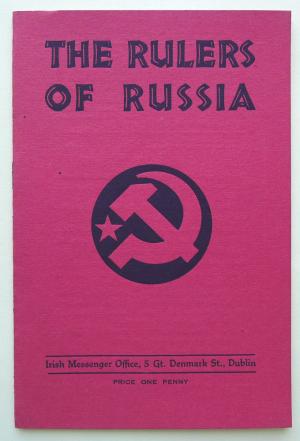 THE RULERS
OF RUSSIA
Irish Messenger Office, 5 Gt. Denmark St., Dublin
PRICE ONE PENNY